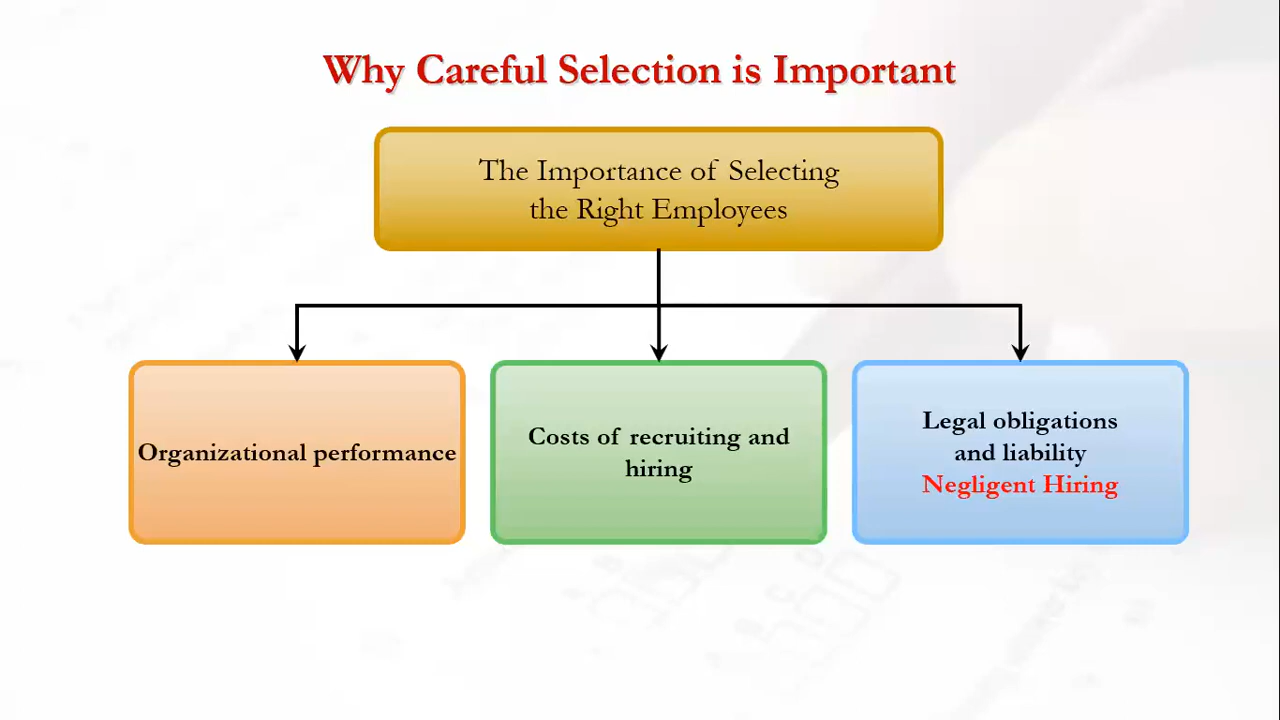 Why Careful Selection is Important
The Importance of Selecting
the Right Employees
Organizational performance
Costs of recruiting and
hiring
Legal obligations
and liability
Negligent Hiring